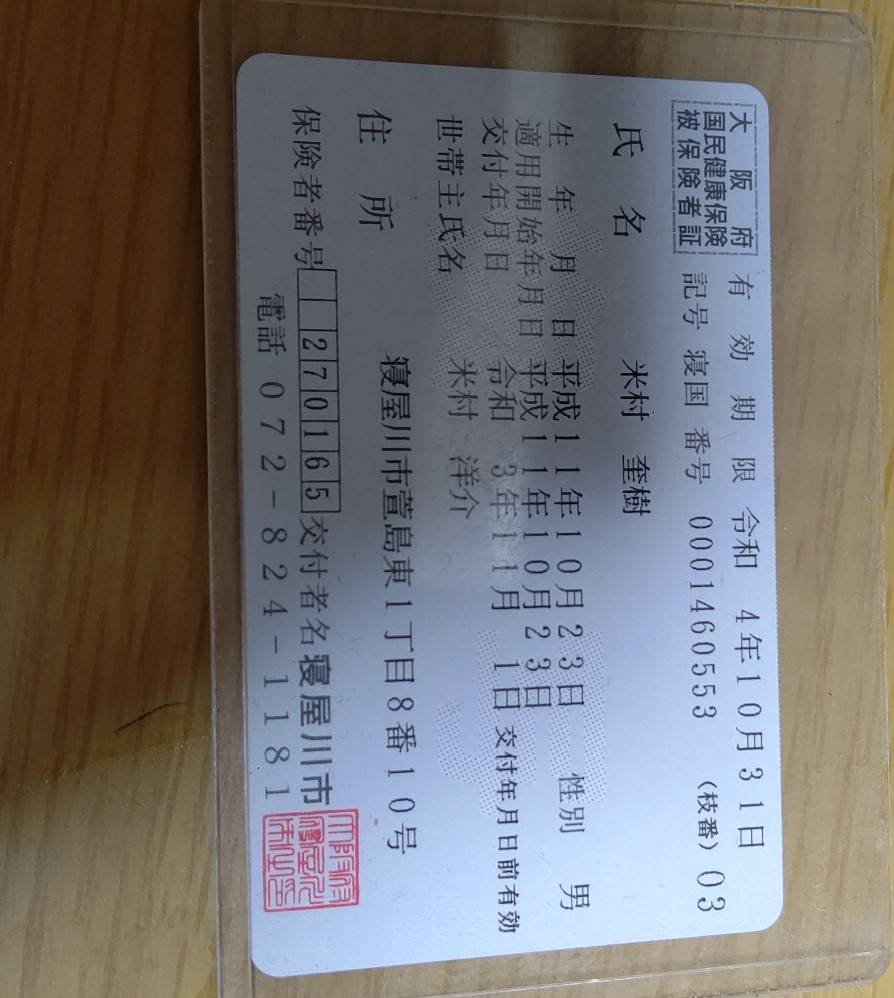 大阪府
国民健康保険
被保険者証
有効期限 令和 4年10月31日
記号 寝国 番号 0001460553 (枝番)03
氏名 米村 奎樹
生年月日 平成11年10月23日 性別 男
適用開始年月日 平成11年10月23日
交付年月日 令和 3年11月 1日 交付年月日前有効
世帯主氏名 米村 洋介
住所 寝屋川市萱島東1丁目8番10号
保険者番号 270165 交付者名 寝屋川市
電話 072-824-1181